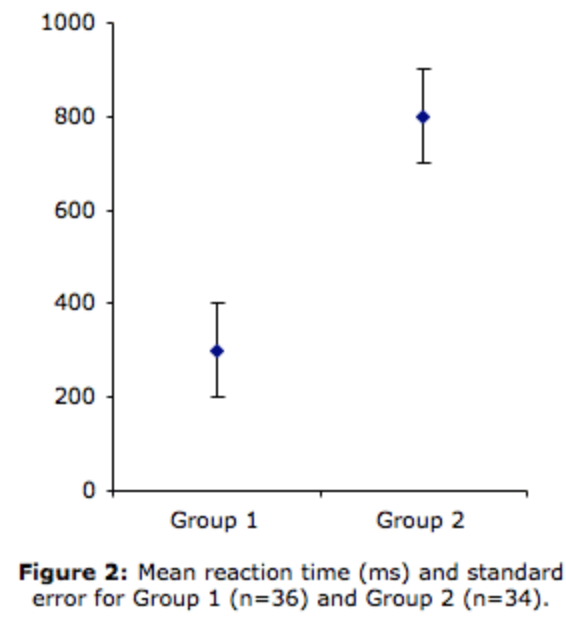 1000
800
600
400
200
0
Group 1 Group 2
Figure 2: Mean reaction time (ms) and standard
error for Group 1 (n=36) and Group 2 (n=34).